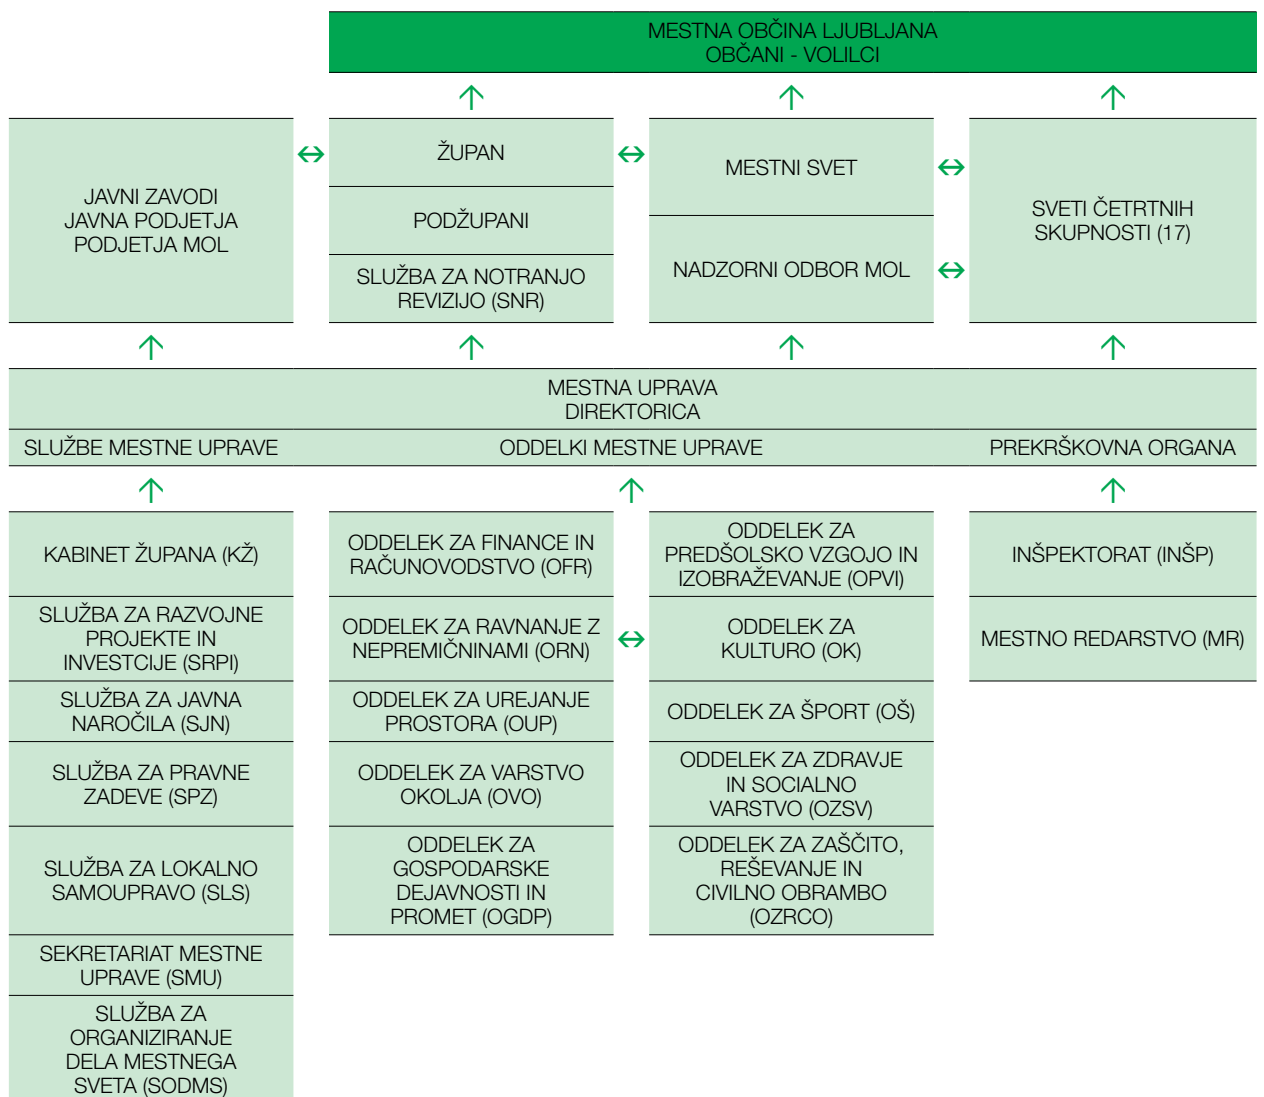 MESTNA OBČINA LJUBLJANA
OBČANI - VOLILCI
JAVNI ZAVODI
JAVNA PODJETJA
PODJETJA MOL
ŽUPAN
PODŽUPANI
SLUŽBA ZA NOTRANJO
REVIZIJO (SNR)
MESTNI SVET
NADZORNI ODBOR MOL
SVETI ČETRTNIH
SKUPNOSTI (17)
MESTNA UPRAVA
DIREKTORICA
SLUŽBE MESTNE UPRAVE
ODDELKI MESTNE UPRAVE
PREKRŠKOVNA ORGANA
KABINET ŽUPANA (KŽ)
SLUŽBA ZA RAZVOJNE
PROJEKTE IN
INVESTCIJE (SRPI)
SLUŽBA ZA JAVNA
NAROČILA (SJN)
SLUŽBA ZA PRAVNE
ZADEVE (SPZ)
SLUŽBA ZA LOKALNO
SAMOUPRAVO (SLS)
SEKRETARIAT MESTNE
UPRAVE (SMU)
SLUŽBA ZA
ORGANIZIRANJE
DELA MESTNEGA
SVETA (SODMS)
ODDELEK ZA FINANCE IN
RAČUNOVODSTVO (OFR)
ODDELEK ZA RAVNANJE Z
NEPREMIČNINAMI (ORN)
ODDELEK ZA UREJANJE
PROSTORA (OUP)
ODDELEK ZA VARSTVO
OKOLJA (OVO)
ODDELEK ZA
GOSPODARSKE
DEJAVNOSTI IN
PROMET (OGDP)
ODDELEK ZA
PREDŠOLSKO VZGOJO IN
IZOBRAŽEVANJE (OPVI)
ODDELEK ZA
KULTURO (OK)
ODDELEK ZA ŠPORT (OŠ)
ODDELEK ZA ZDRAVJE
IN SOCIALNO
VARSTVO (OZSV)
ODDELEK ZA ZAŠČITO,
REŠEVANJE IN
CIVILNO OBRAMBO
(OZRCO)
INŠPEKTORAT (INŠP)
MESTNO REDARSTVO (MR)